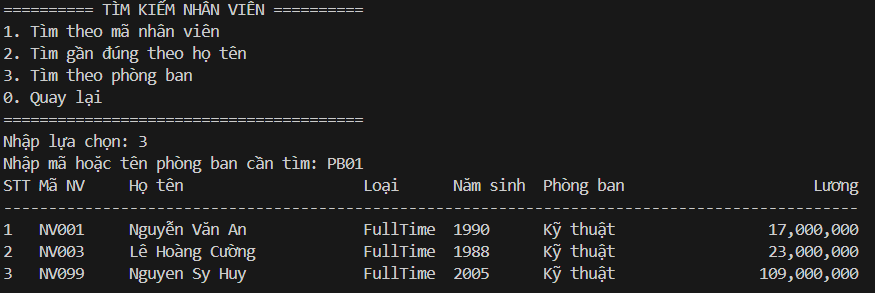 ========== TÌM KIẾM NHÂN VIÊN ==========
1. Tìm theo mã nhân viên
2. Tìm gần đúng theo họ tên
3. Tìm theo phòng ban
0. Quay lại
========================================
Nhập lựa chọn: 3
Nhập mã hoặc tên phòng ban cần tìm: PB01
STT Mã NV     Họ tên                    Loại      Năm sinh  Phòng ban                     Lương
-----------------------------------------------------------------------------------------------
1   NV001     Nguyễn Văn An             FullTime  1990      Kỹ thuật                 17,000,000
2   NV003     Lê Hoàng Cường            FullTime  1988      Kỹ thuật                 23,000,000
3   NV099     Nguyen Sy Huy             FullTime  2005      Kỹ thuật                109,000,000